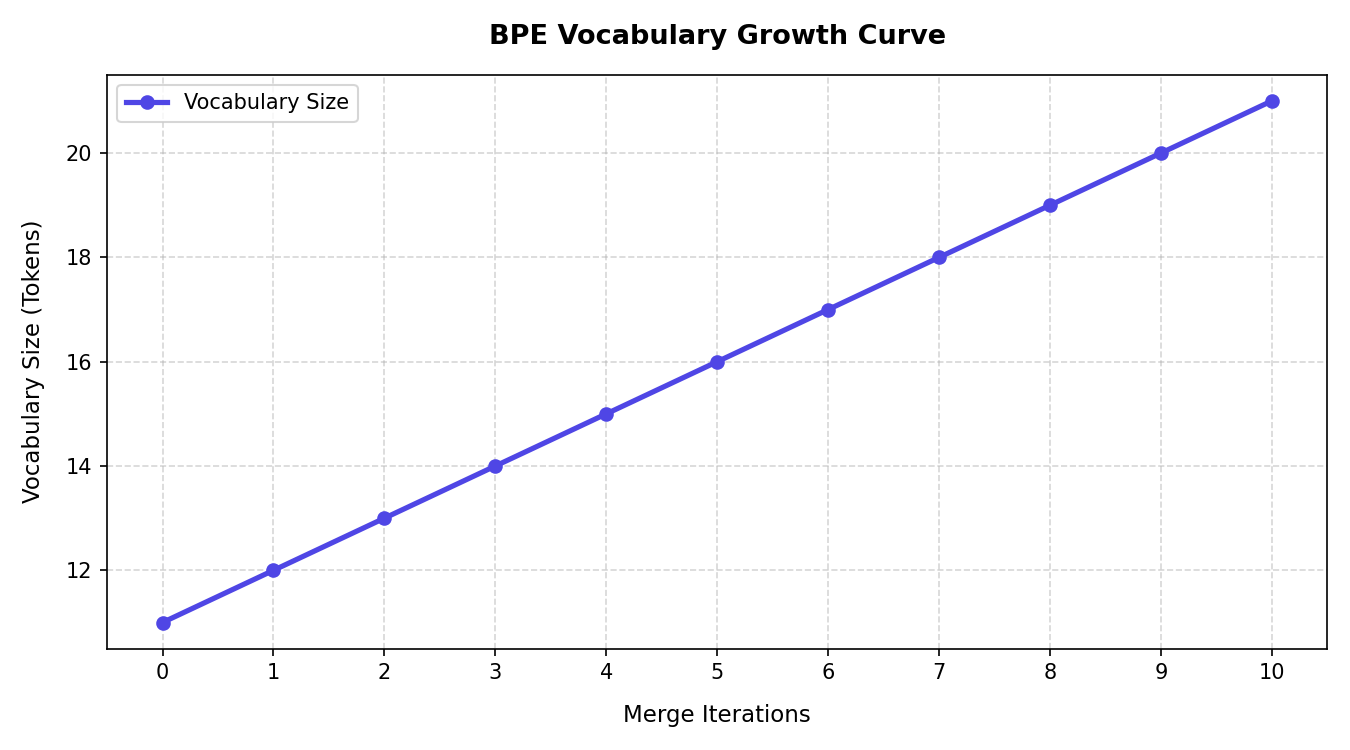 BPE Vocabulary Growth Curve
Vocabulary Size
20
18
16
14
12
Vocabulary Size (Tokens)
0 1 2 3 4 5 6 7 8 9 10
Merge Iterations